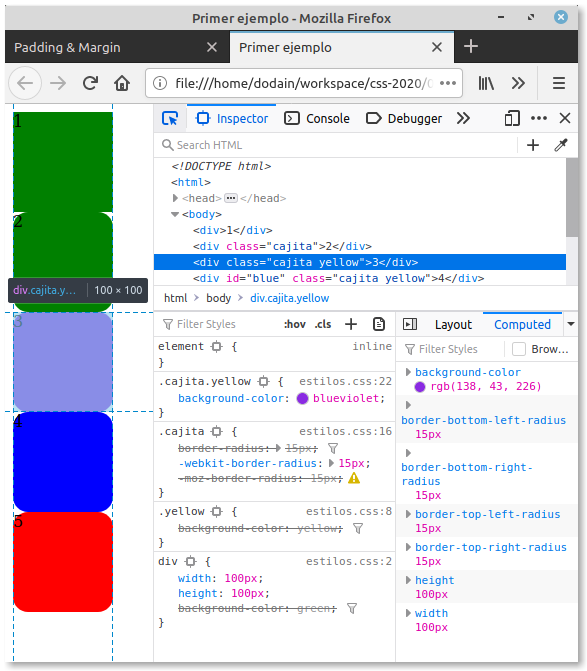 Primer ejemplo - Mozilla Firefox
Padding & Margin
Primer ejemplo
file:///home/dodain/workspace/css-2020/
Inspector
Console
Debugger
Search HTML
<!DOCTYPE html>
<html>
<head> </head>
<body>
<div>1</div>
<div class="cajita">2</div>
<div class="cajita yellow">3</div>
<div id="blue" class="cajita yellow">4</div>
html
body
div.cajita.yellow
1
2
div.cajita.y… 100 × 100
3
4
5
Filter Styles
:hov .cls
element { inline
}
.cajita.yellow { estilos.css:22
background-color: blueviolet;
}
.cajita { estilos.css:16
border-radius: 15px;
-webkit-border-radius: 15px;
-moz-border-radius: 15px;
}
.yellow { estilos.css:8
background-color: yellow;
}
div { estilos.css:2
width: 100px;
height: 100px;
background-color: green;
}
Layout
Computed
Filter Styles
Brow…
background-color
rgb(138, 43, 226)
border-bottom-left-radius
15px
border-bottom-right-
radius
15px
border-top-left-radius
15px
border-top-right-radius
15px
height
100px
width
100px